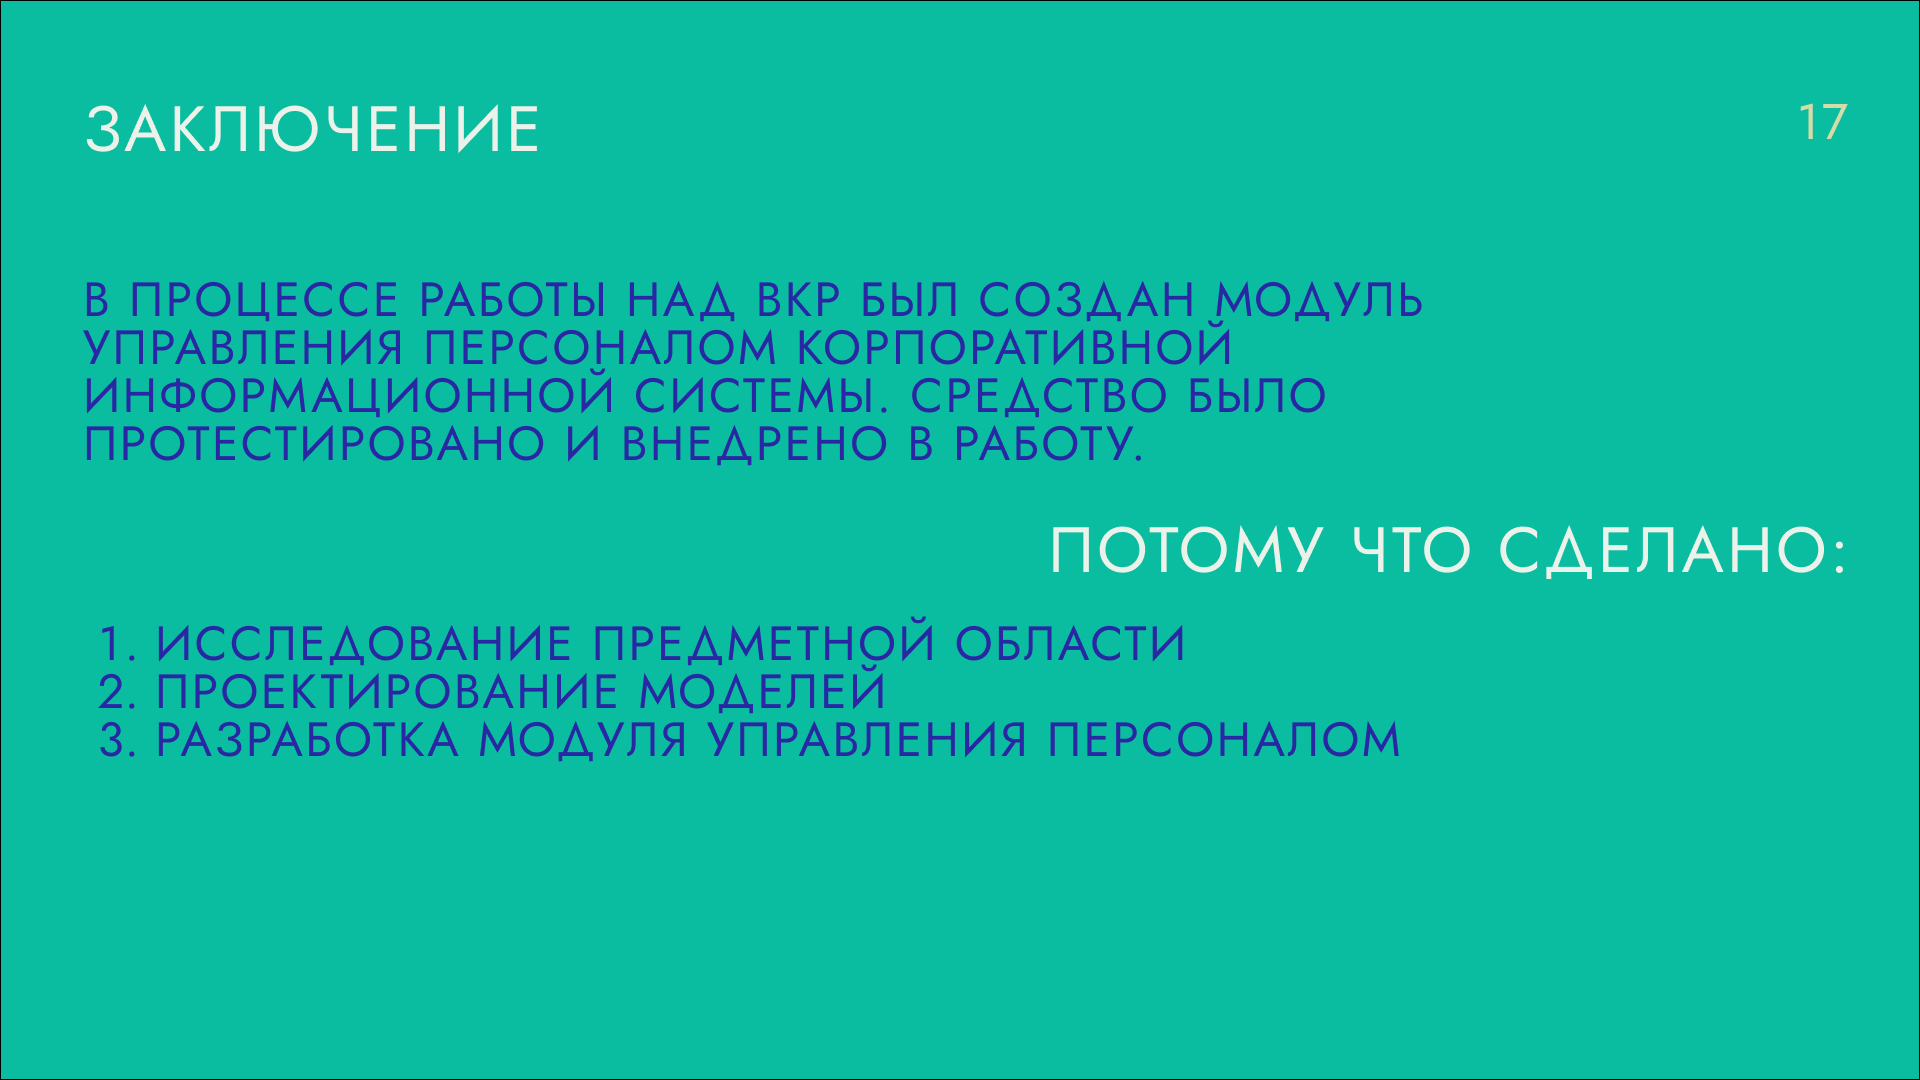 ЗАКЛЮЧЕНИЕ
17
В ПРОЦЕССЕ РАБОТЫ НАД ВКР БЫЛ СОЗДАН МОДУЛЬ
УПРАВЛЕНИЯ ПЕРСОНАЛОМ КОРПОРАТИВНОЙ
ИНФОРМАЦИОННОЙ СИСТЕМЫ. СРЕДСТВО БЫЛО
ПРОТЕСТИРОВАНО И ВНЕДРЕНО В РАБОТУ.
ПОТОМУ ЧТО СДЕЛАНО:
1. ИССЛЕДОВАНИЕ ПРЕДМЕТНОЙ ОБЛАСТИ
2. ПРОЕКТИРОВАНИЕ МОДЕЛЕЙ
3. РАЗРАБОТКА МОДУЛЯ УПРАВЛЕНИЯ ПЕРСОНАЛОМ